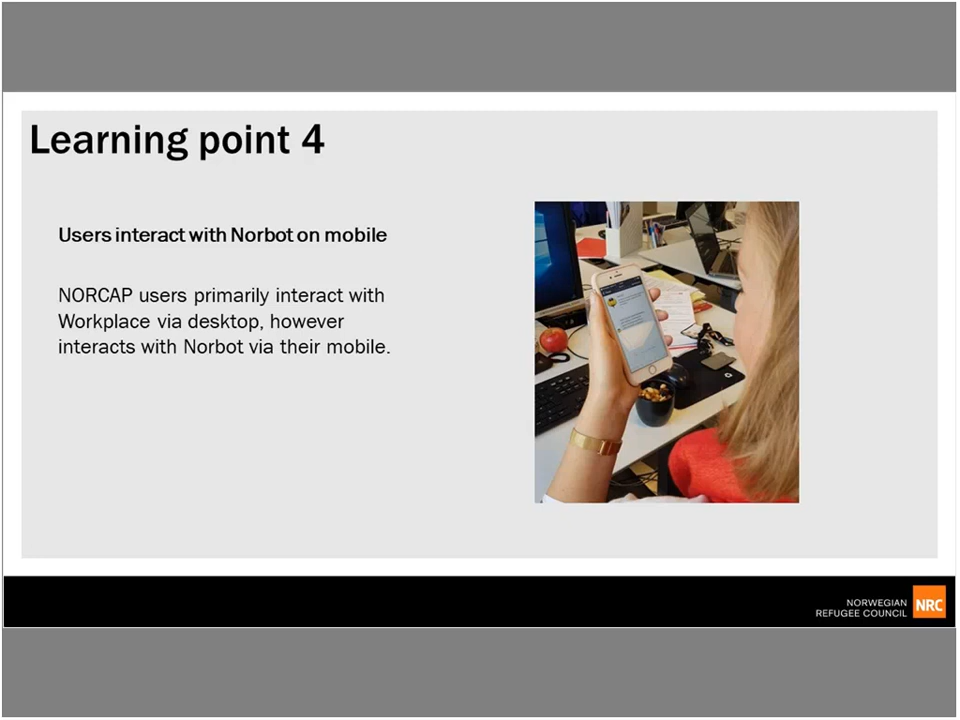 Learning point 4
Users interact with Norbot on mobile
NORCAP users primarily interact with
Workplace via desktop, however
interacts with Norbot via their mobile.
NORWEGIAN
REFUGEE COUNCIL
NRC